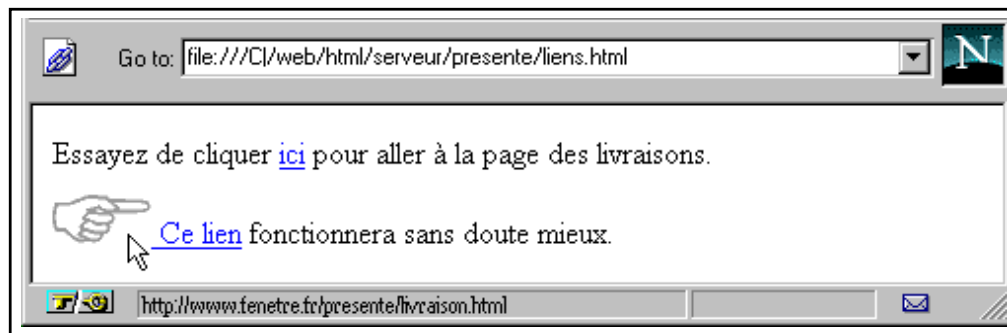 Go to: file:///C|/web/html/serveur/presente/liens.html
N
Essayez de cliquer ici pour aller à la page des livraisons.
Ce lien fonctionnera sans doute mieux.
http://www.fenetre.fr/presente/livraison.html